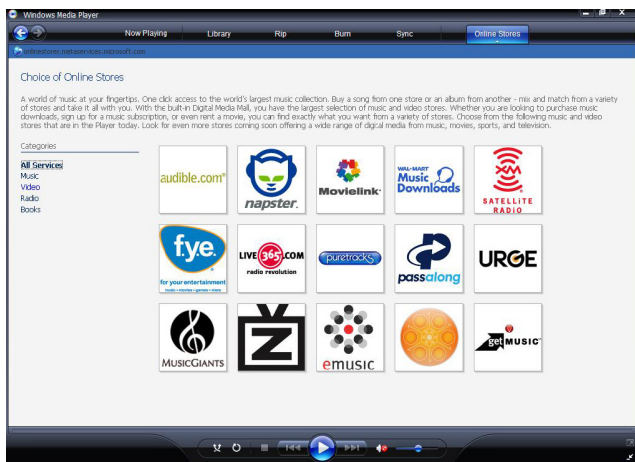 Windows Media Player
Now Playing Library Rip Burn Sync Online Stores
onlinestores.metaservices.microsoft.com
Choice of Online Stores
A world of music at your fingertips. One click access to the world's largest music collection. Buy a song from one store or an album from another - mix and match from a variety
of stores and take it all with you. With the built-in Digital Media Mall, you have the largest selection of music and video stores. Whether you are looking to purchase music
downloads, sign up for a music subscription, or even rent a movie, you can find exactly what you want from a variety of stores. Choose from the following music and video
stores that are in the Player today. Look for even more stores coming soon offering a wide range of digital media from music, movies, sports, and television.
Categories
All Services
Music
Video
Radio
Books
audible.com®
napster.
Movielink
WAL-MART
Music
Downloads
XM
SATELLITE
RADIO
f.y.e.
for your entertainment
music • movies • games • more
LIVE365.COM
radio revolution
puretracks
passalong
URGE
MUSICGIANTS
Z
emusic
get MUSIC